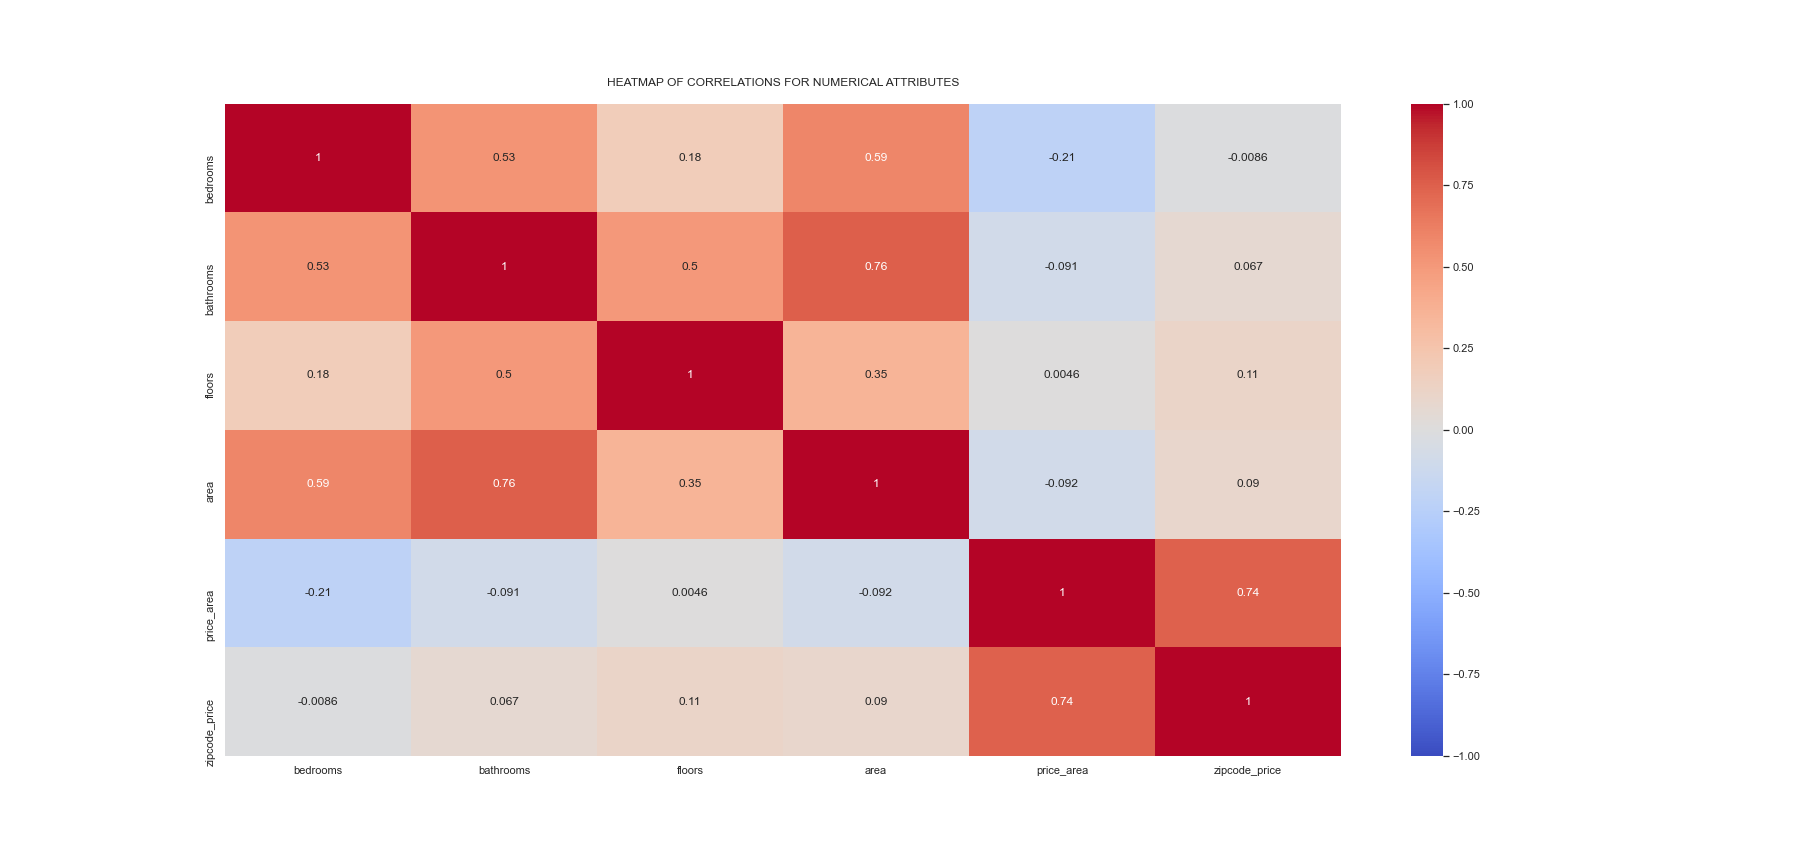 HEATMAP OF CORRELATIONS FOR NUMERICAL ATTRIBUTES
bedrooms 1 0.53 0.18 0.59 -0.21 -0.0086
bathrooms 0.53 1 0.5 0.76 -0.091 0.067
floors 0.18 0.5 1 0.35 0.0046 0.11
area 0.59 0.76 0.35 1 -0.092 0.09
price_area -0.21 -0.091 0.0046 -0.092 1 0.74
zipcode_price -0.0086 0.067 0.11 0.09 0.74 1
bedrooms bathrooms floors area price_area zipcode_price
1.00
0.75
0.50
0.25
0.00
−0.25
−0.50
−0.75
−1.00